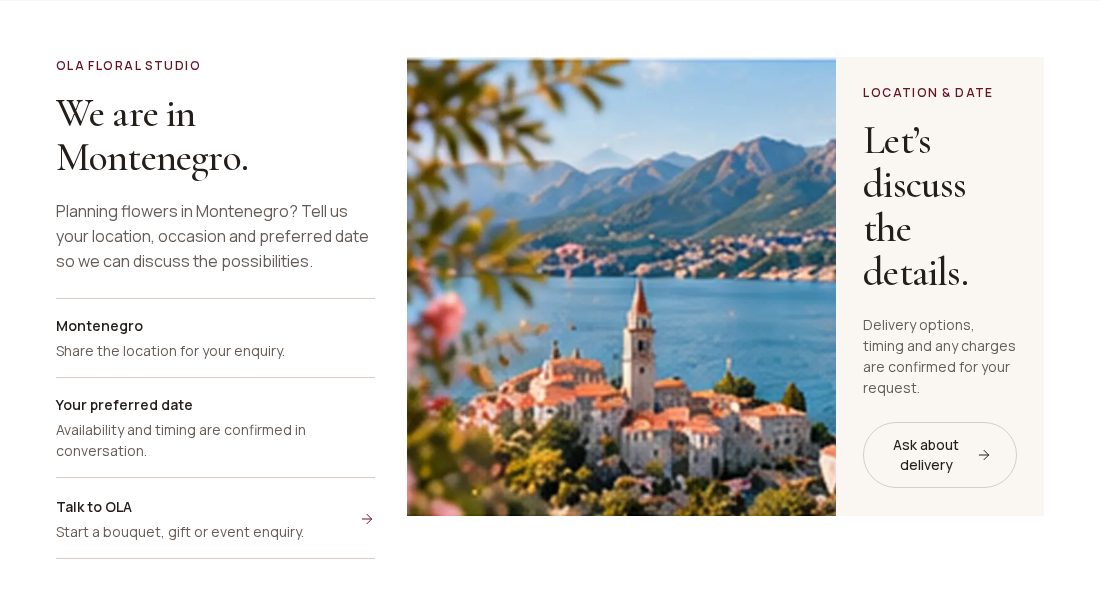 OLA FLORAL STUDIO
We are in
Montenegro.
Planning flowers in Montenegro? Tell us
your location, occasion and preferred date
so we can discuss the possibilities.
Montenegro
Share the location for your enquiry.
Your preferred date
Availability and timing are confirmed in
conversation.
Talk to OLA
Start a bouquet, gift or event enquiry.
LOCATION & DATE
Let’s
discuss
the
details.
Delivery options,
timing and any charges
are confirmed for your
request.
Ask about
delivery